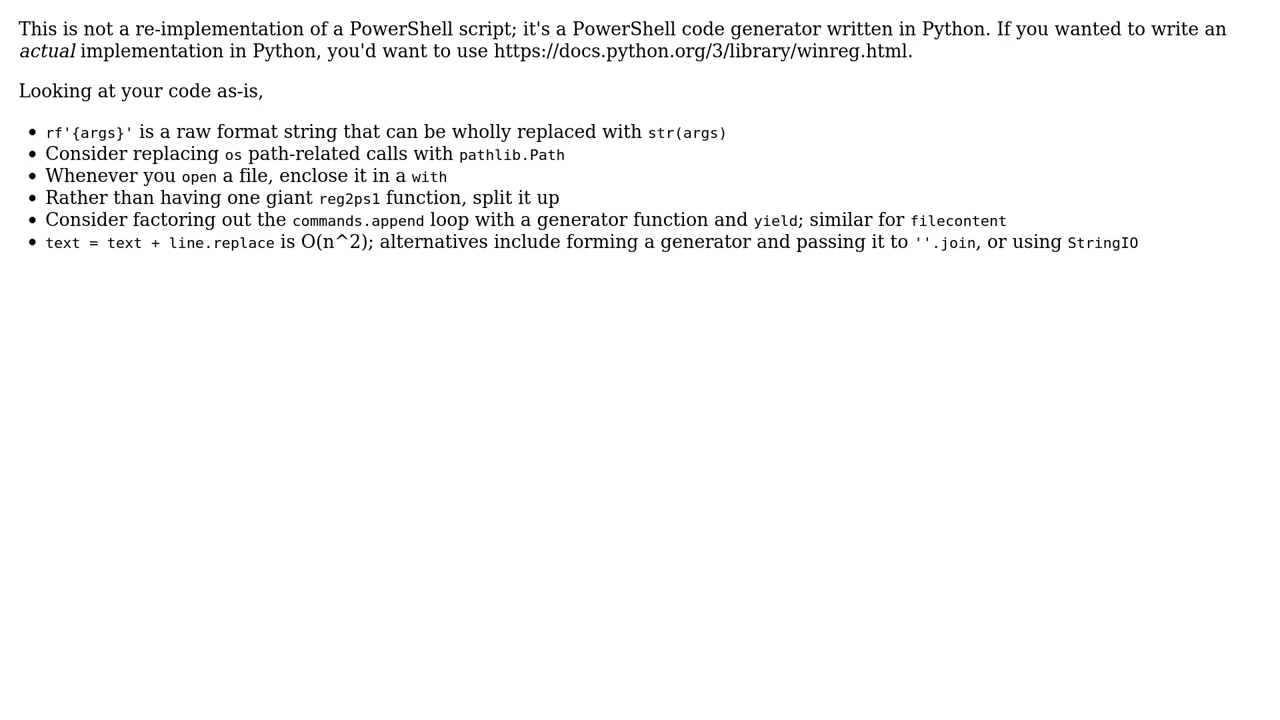 This is not a re-implementation of a PowerShell script; it's a PowerShell code generator written in Python. If you wanted to write an
actual implementation in Python, you'd want to use https://docs.python.org/3/library/winreg.html.
Looking at your code as-is,
• rf'{args}' is a raw format string that can be wholly replaced with str(args)
• Consider replacing os path-related calls with pathlib.Path
• Whenever you open a file, enclose it in a with
• Rather than having one giant reg2ps1 function, split it up
• Consider factoring out the commands.append loop with a generator function and yield; similar for filecontent
• text = text + line.replace is O(n^2); alternatives include forming a generator and passing it to ''.join, or using StringIO